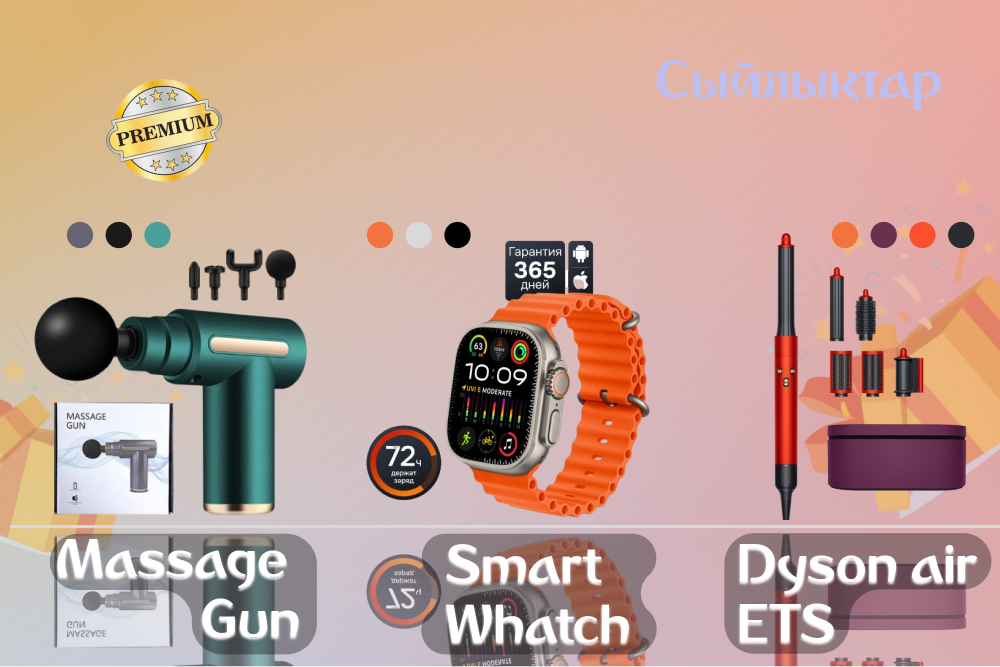 Сыйлықтар
PREMIUM
Гарантия
365
дней
63
10:09
UVI 5 MODERATE
72ч
держат
заряд
MASSAGE
GUN
Massage
Gun
Smart
Whatch
Dyson air
ETS